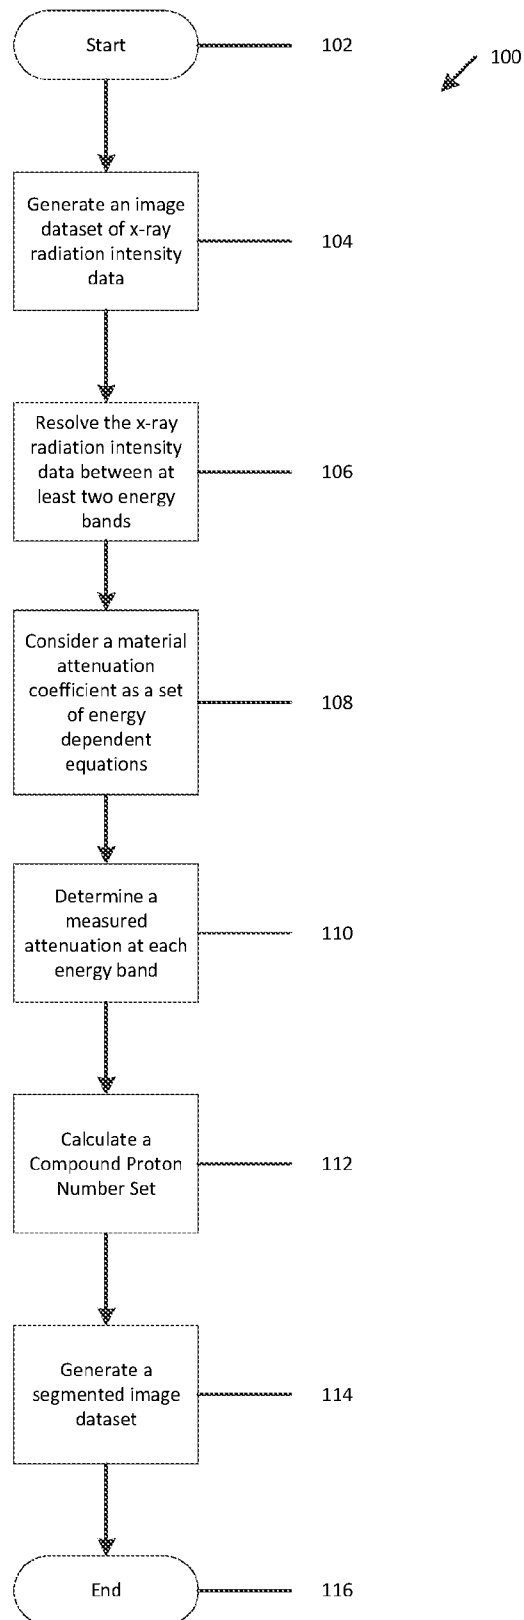 Start
102
100
Generate an image
dataset of x-ray
radiation intensity
data
104
Resolve the x-ray
radiation intensity
data between at
least two energy
bands
106
Consider a material
attenuation
coefficient as a set
of energy
dependent
equations
108
Determine a
measured
attenuation at each
energy band
110
Calculate a
Compound Proton
Number Set
112
Generate a
segmented image
dataset
114
End
116